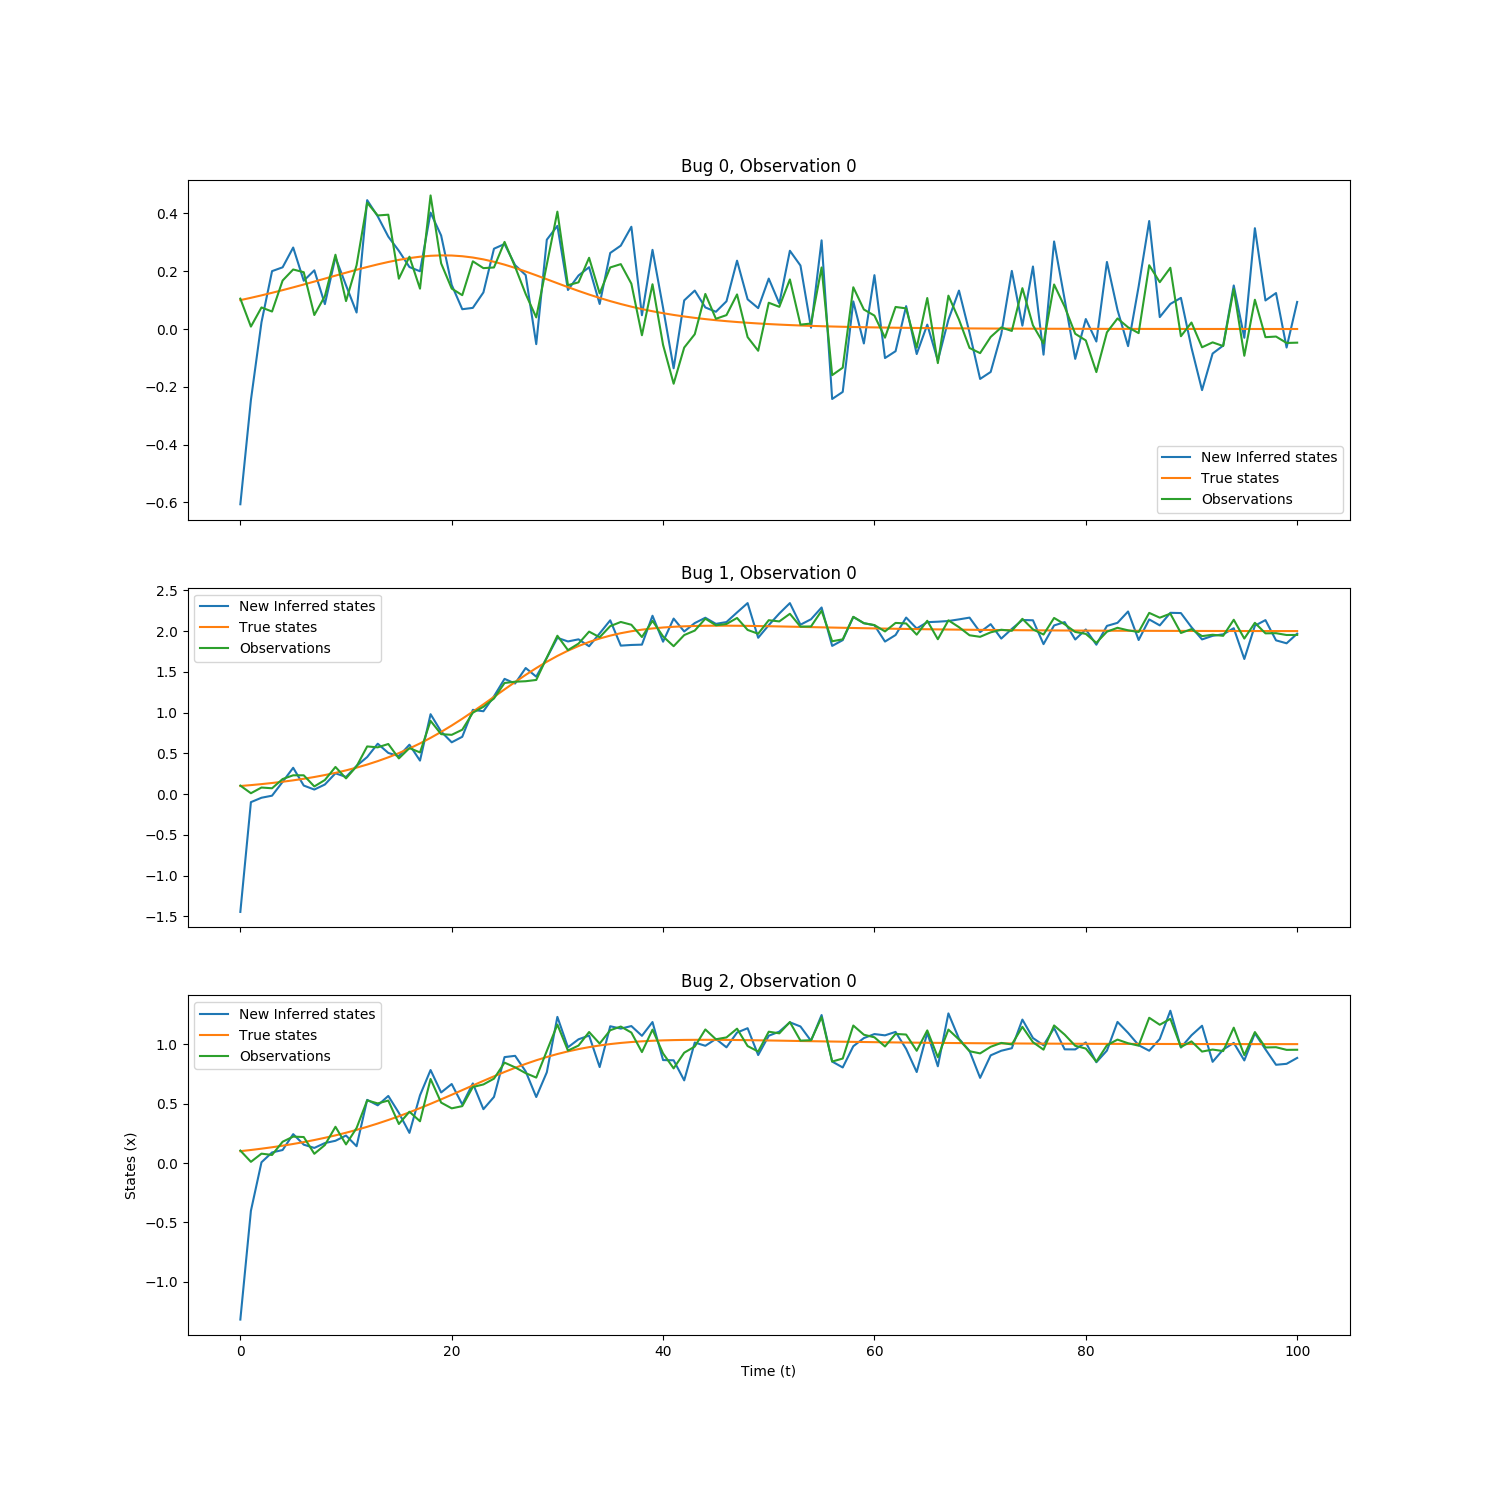 Bug 0, Observation 0
0.4
0.2
0.0
−0.2
−0.4
−0.6
New Inferred states
True states
Observations
Bug 1, Observation 0
2.5
2.0
1.5
1.0
0.5
0.0
−0.5
−1.0
−1.5
New Inferred states
True states
Observations
Bug 2, Observation 0
1.0
0.5
0.0
−0.5
−1.0
New Inferred states
True states
Observations
States (x)
0 20 40 60 80 100
Time (t)